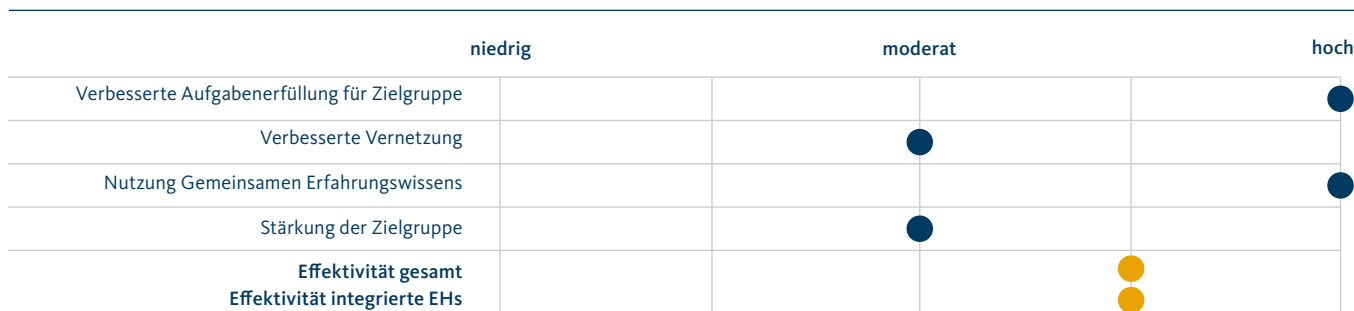 niedrig moderat hoch
Verbesserte Aufgabenerfüllung für Zielgruppe
Verbesserte Vernetzung
Nutzung Gemeinsamen Erfahrungswissens
Stärkung der Zielgruppe
Effektivität gesamt
Effektivität integrierte EHs